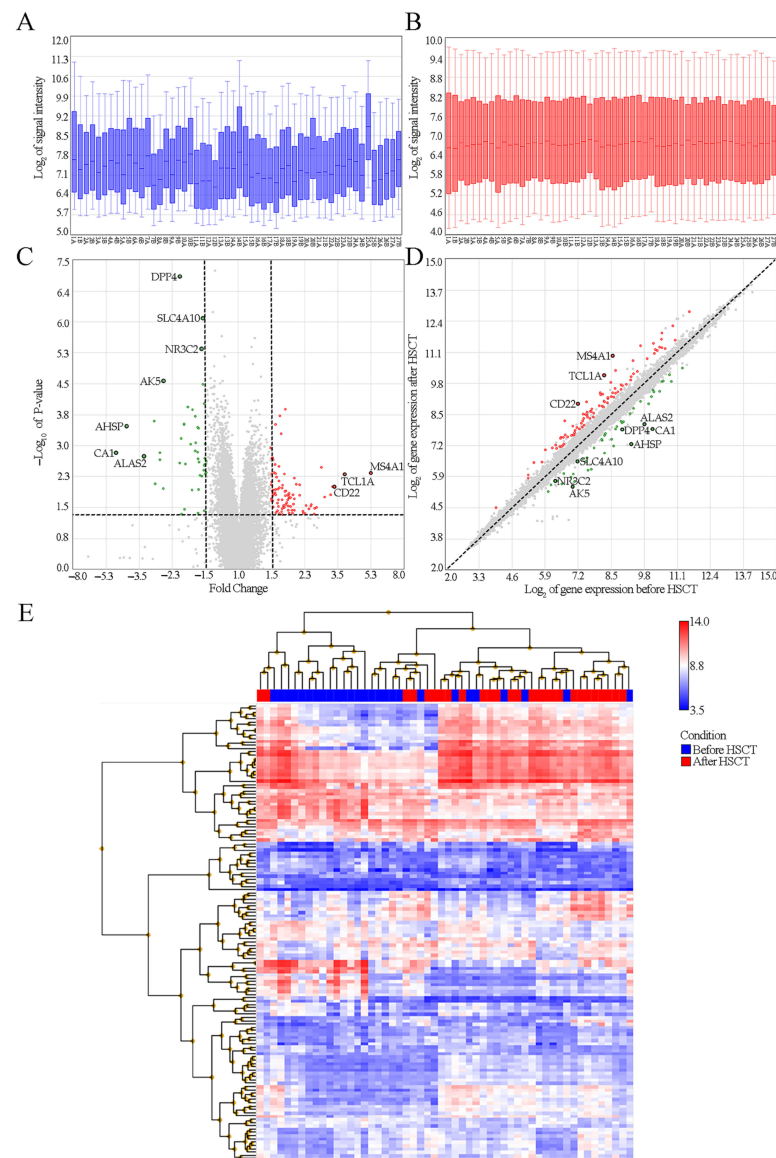 A
Log2 of signal intensity
12.0
11.3
10.6
9.9
9.2
8.5
7.8
7.1
6.4
5.7
5.0
B
Log2 of signal intensity
10.0
9.4
8.8
8.2
7.6
7.0
6.4
5.8
5.2
4.6
4.0
C
−Log10 of P-value
7.5
6.4
6.0
5.3
4.5
3.8
3.0
2.3
1.5
0.8
0.0
DPP4
SLC4A10
NR3C2
AK5
AHSP
CA1
ALAS2
MS4A1
TCL1A
CD22
−8.0 −5.3 −3.5 −2.3 −1.5 1.0 1.5 2.3 3.5 5.3 8.0
Fold Change
D
Log2 of gene expression after HSCT
15.0
13.7
12.4
11.1
9.8
8.5
7.2
5.9
4.5
3.2
2.0
MS4A1
TCL1A
CD22
ALAS2
DPP4 CA1
AHSP
SLC4A10
NR3C2
AK5
2.0 3.3 4.6 5.9 7.2 8.5 9.8 11.1 12.4 13.7 15.0
Log2 of gene expression before HSCT
E
14.0
8.8
3.5
Condition
Before HSCT
After HSCT